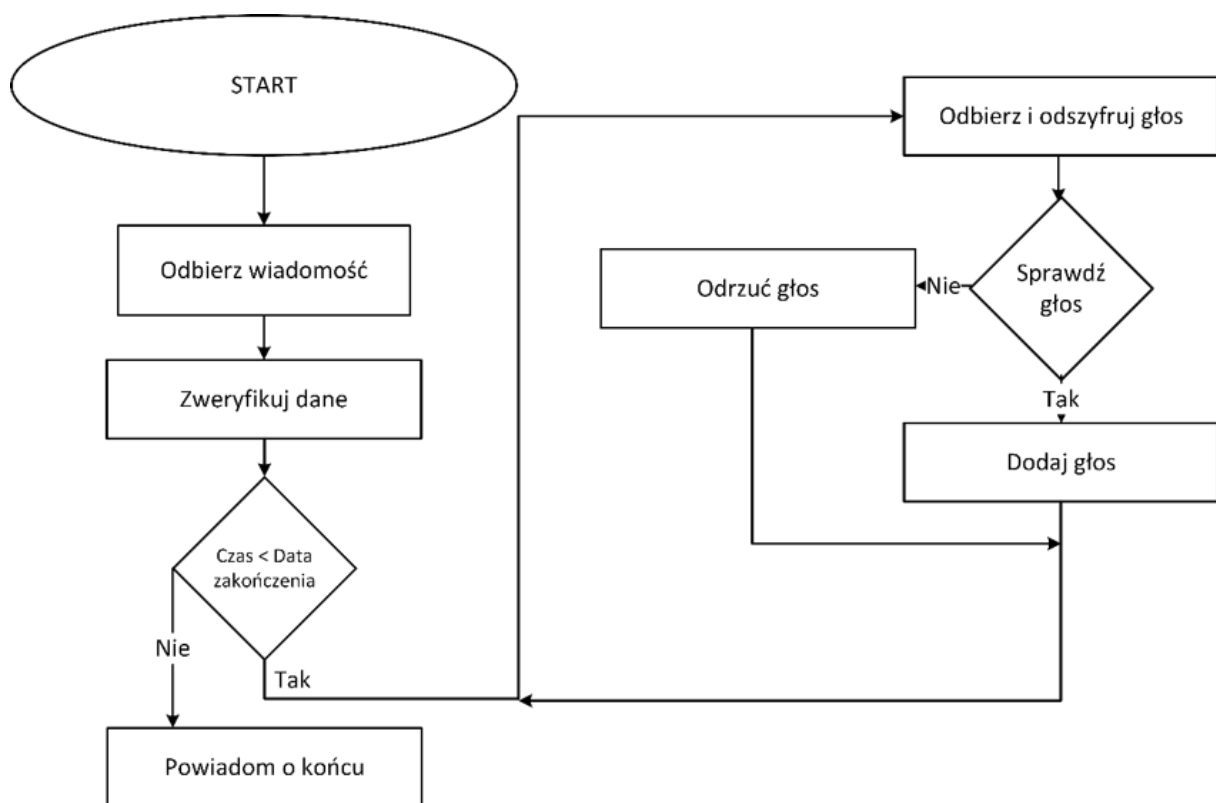 START
Odbierz wiadomość
Zweryfikuj dane
Czas < Data
zakończenia
Nie
Tak
Powiadom o końcu
Odbierz i odszyfruj głos
Sprawdź
głos
Nie
Odrzuć głos
Tak
Dodaj głos